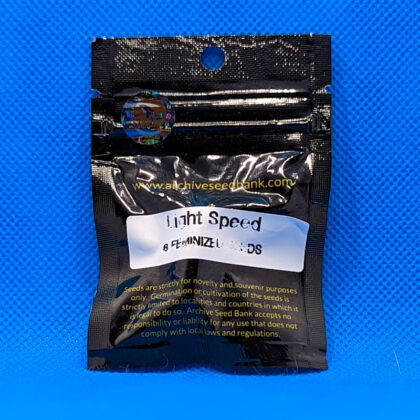 www.archiveseedbank.com
Light Speed
6 FEMINIZED
Seeds are strictly for novelty and souvenir purposes
only. Germination or cultivation of the seeds is
strictly limited to localities and countries in which it
is legal to do so. Archive Seed Bank accepts no
responsibility or liability for any use that does not
comply with local laws and regulations.